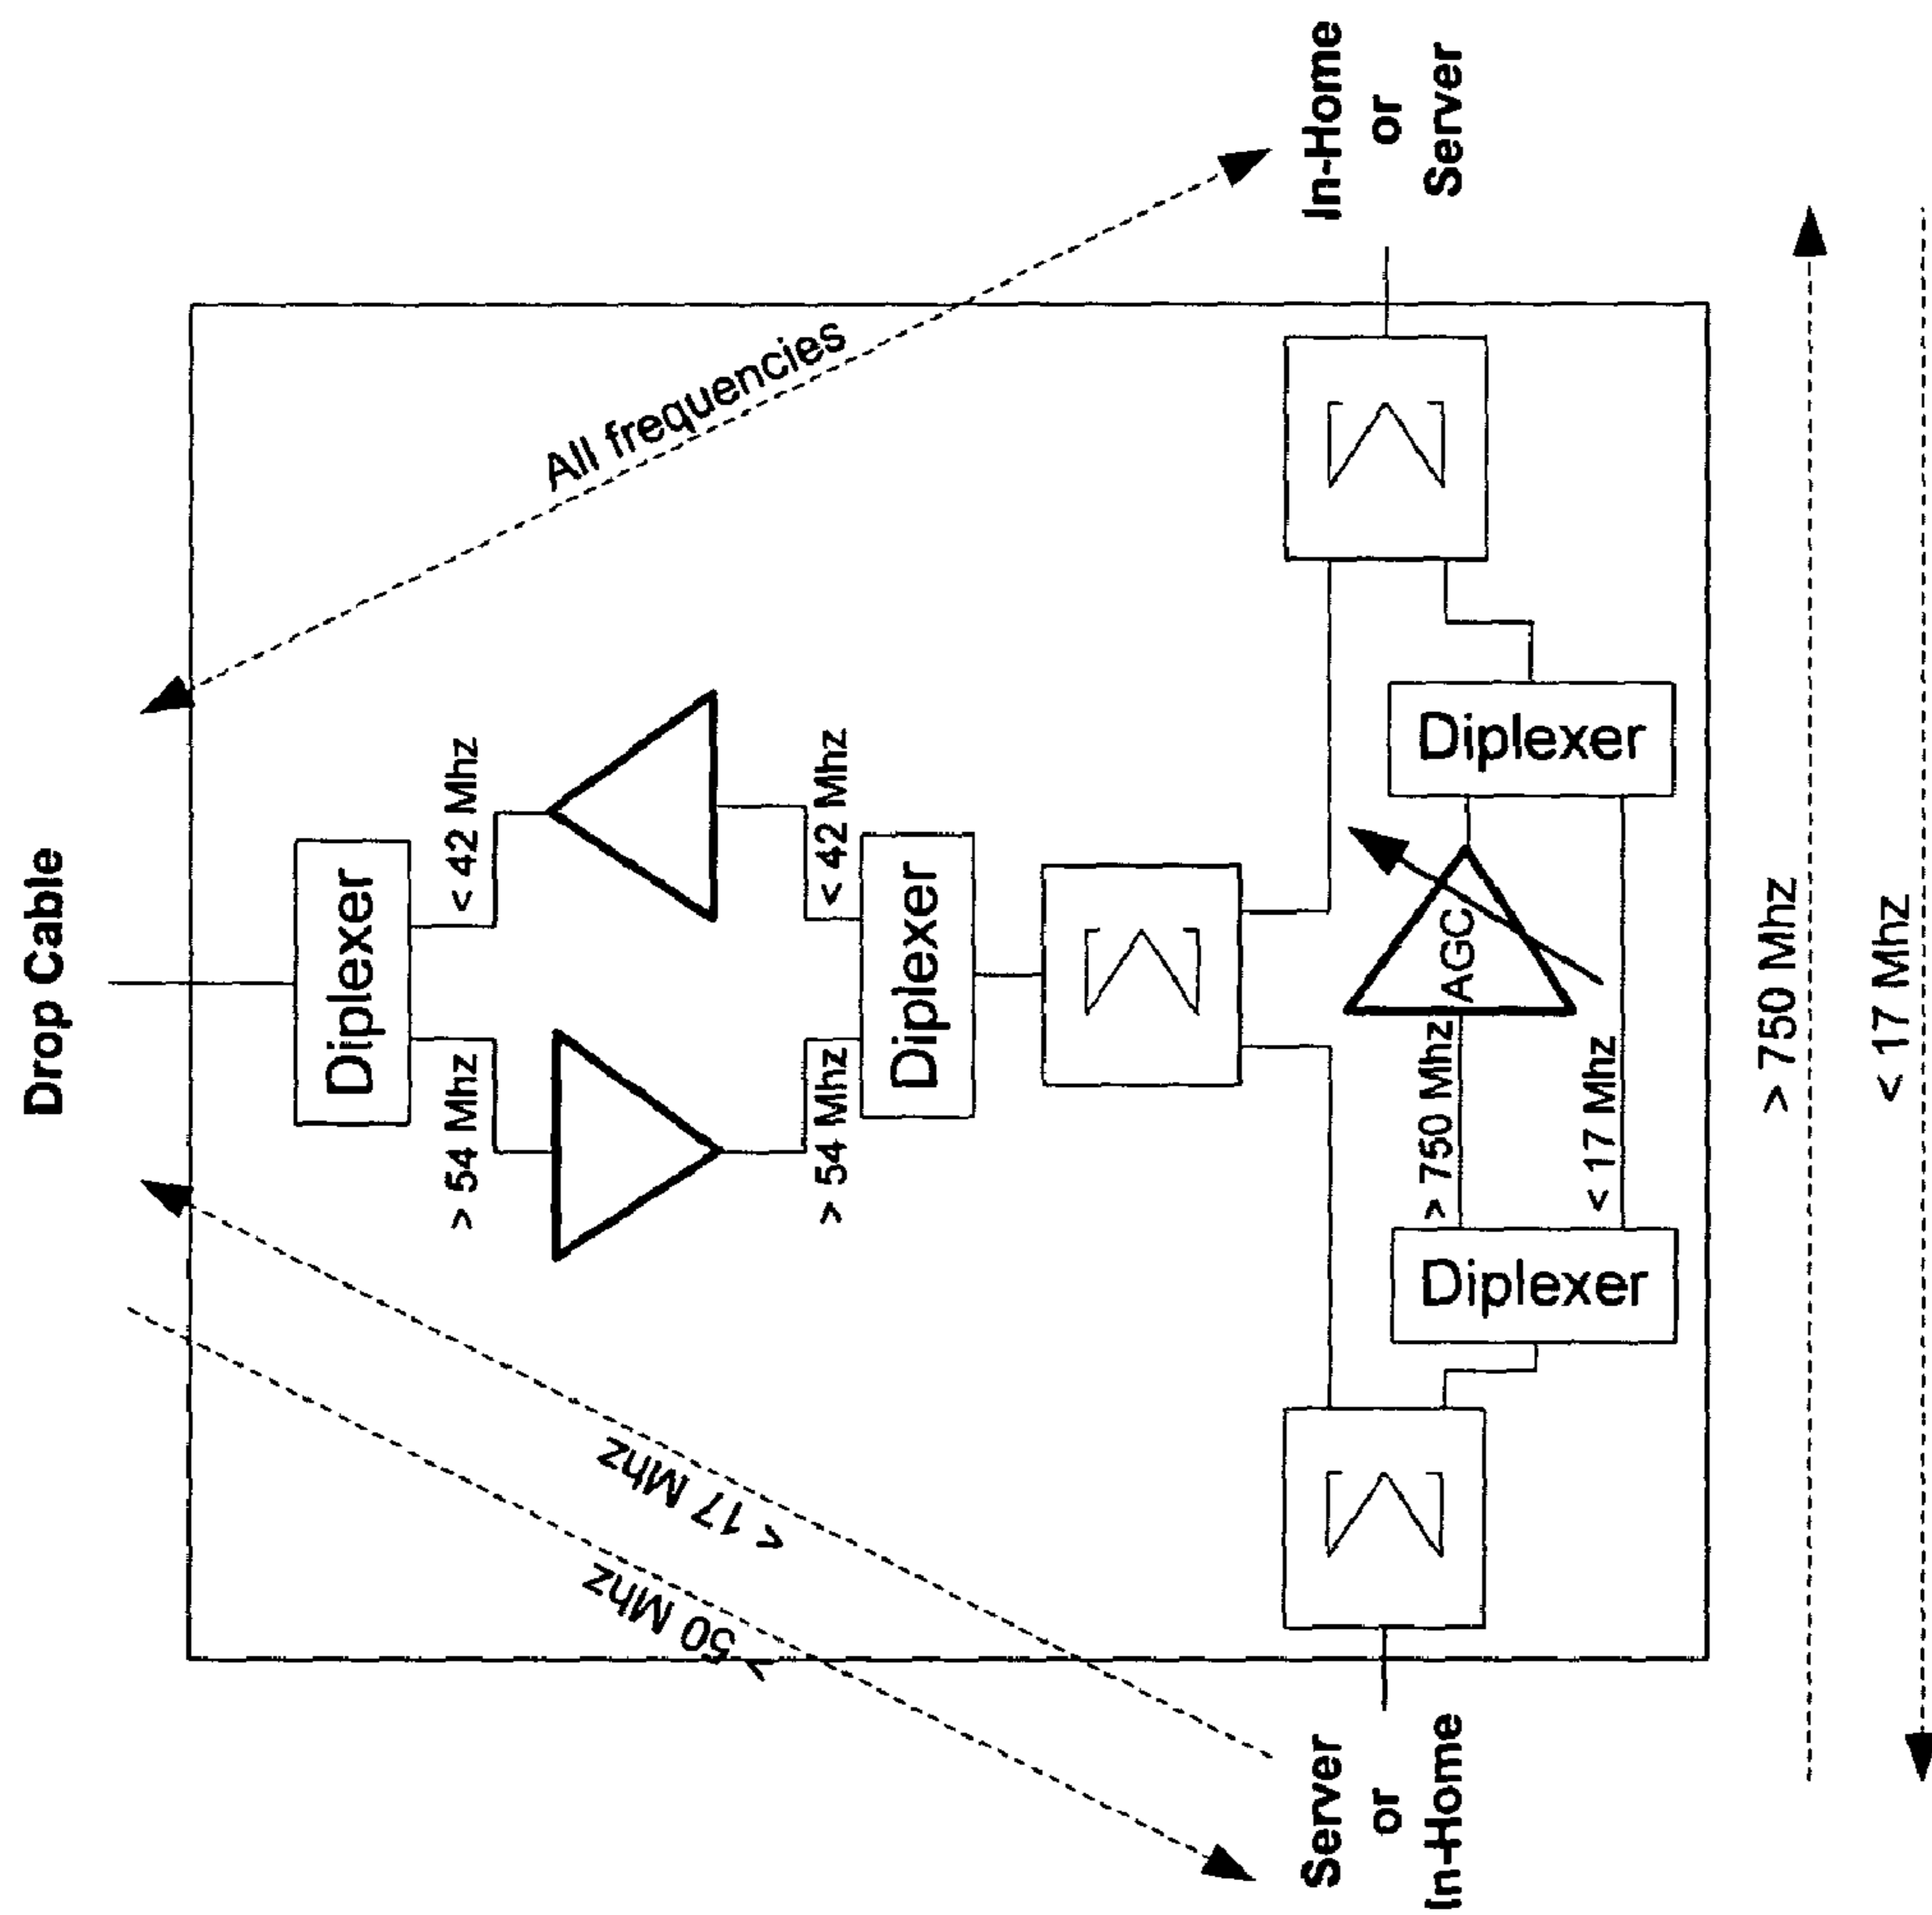 Drop Cable
Diplexer
> 54 Mhz
< 42 Mhz
All frequencies
> 50 Mhz
< 17 Mhz
> 54 Mhz
< 42 Mhz
Diplexer
Σ
Server
or
In-Home
Σ
Diplexer
> 750 Mhz
AGC
< 17 Mhz
Diplexer
Σ
In-Home
or
Server
> 750 Mhz
< 17 Mhz